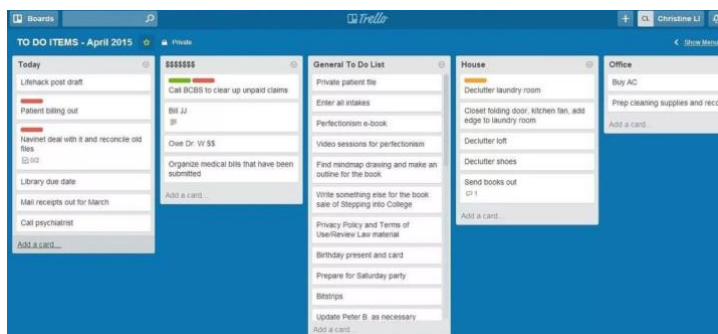 Boards
Trello
+
CL Christine Li
TO DO ITEMS - April 2015
Private
Show Menu
Today
Lifehack post draft
Patient billing out
Navinet deal with it and reconcile old
files
0/2
Library due date
Mail receipts out for March
Call psychiatrist
Add a card...
$$$$$$$
Call BCBS to clear up unpaid claims
Bill JJ
Owe Dr. W $$
Organize medical bills that have been
submitted
Add a card...
General To Do List
Private patient file
Enter all intakes
Perfectionism e-book
Video sessions for perfectionism
Find mindmap drawing and make an
outline for the book
Write something else for the book
sale of Stepping into College
Privacy Policy and Terms of
Use/Review Law material
Birthday present and card
Prepare for Saturday party
Bitstrips
Update Peter B. as necessary
Add a card...
House
Declutter laundry room
Closet folding door, kitchen fan, add
edge to laundry room
Declutter loft
Declutter shoes
Send books out
1
Add a card...
Office
Buy AC
Prep cleaning supplies and reco
Add a card...